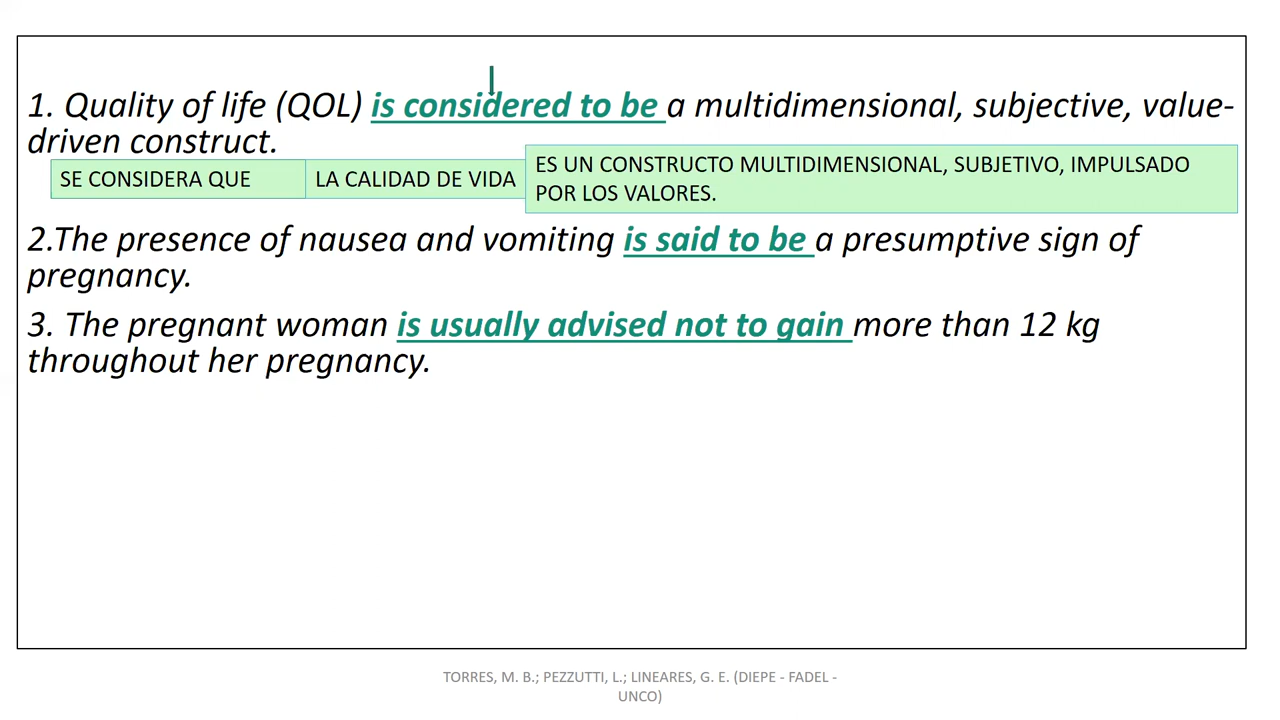 1. Quality of life (QOL) is considered to be a multidimensional, subjective, value-
driven construct.
SE CONSIDERA QUE
LA CALIDAD DE VIDA
ES UN CONSTRUCTO MULTIDIMENSIONAL, SUBJETIVO, IMPULSADO
POR LOS VALORES.
2.The presence of nausea and vomiting is said to be a presumptive sign of
pregnancy.
3. The pregnant woman is usually advised not to gain more than 12 kg
throughout her pregnancy.
TORRES, M. B.; PEZZUTTI, L.; LINEARES, G. E. (DIEPE - FADEL -
UNCO)